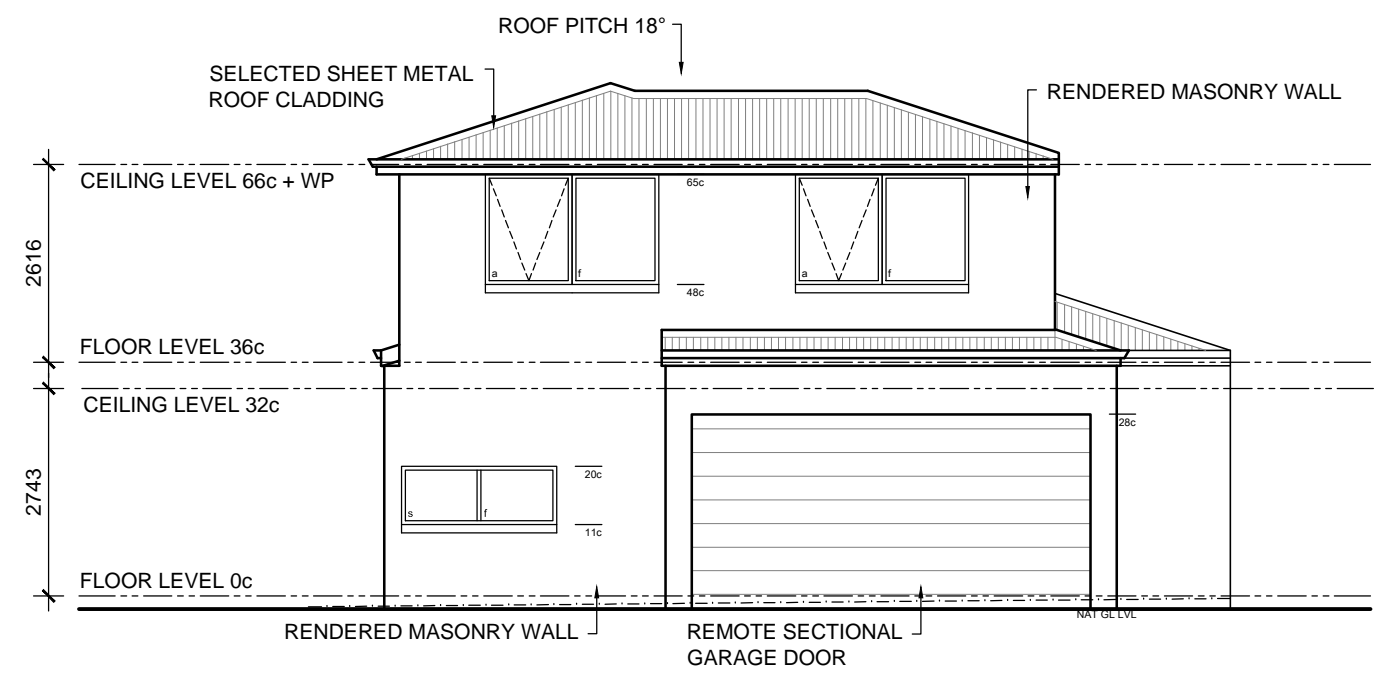 ROOF PITCH 18°
SELECTED SHEET METAL
ROOF CLADDING
RENDERED MASONRY WALL
CEILING LEVEL 66c + WP
65c
2616
a
f
a
f
48c
FLOOR LEVEL 36c
CEILING LEVEL 32c
28c
20c
2743
s
f
11c
FLOOR LEVEL 0c
NAT GL LVL
RENDERED MASONRY WALL
REMOTE SECTIONAL
GARAGE DOOR